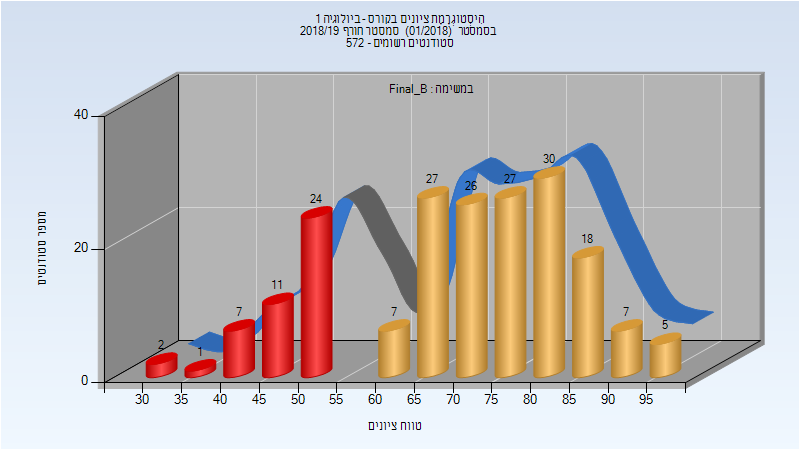 היסטוגרמת ציונים בקורס - ביולוגיה 1
בסמסטר (01/2018) סמסטר חורף 2018/19
סטודנטים רשומים - 572
במשימה : Final_B
מספר סטודנטים
40
20
0
2
1
7
11
24
7
27
26
27
30
18
7
5
30 35 40 45 50 55 60 65 70 75 80 85 90 95
טווח ציונים